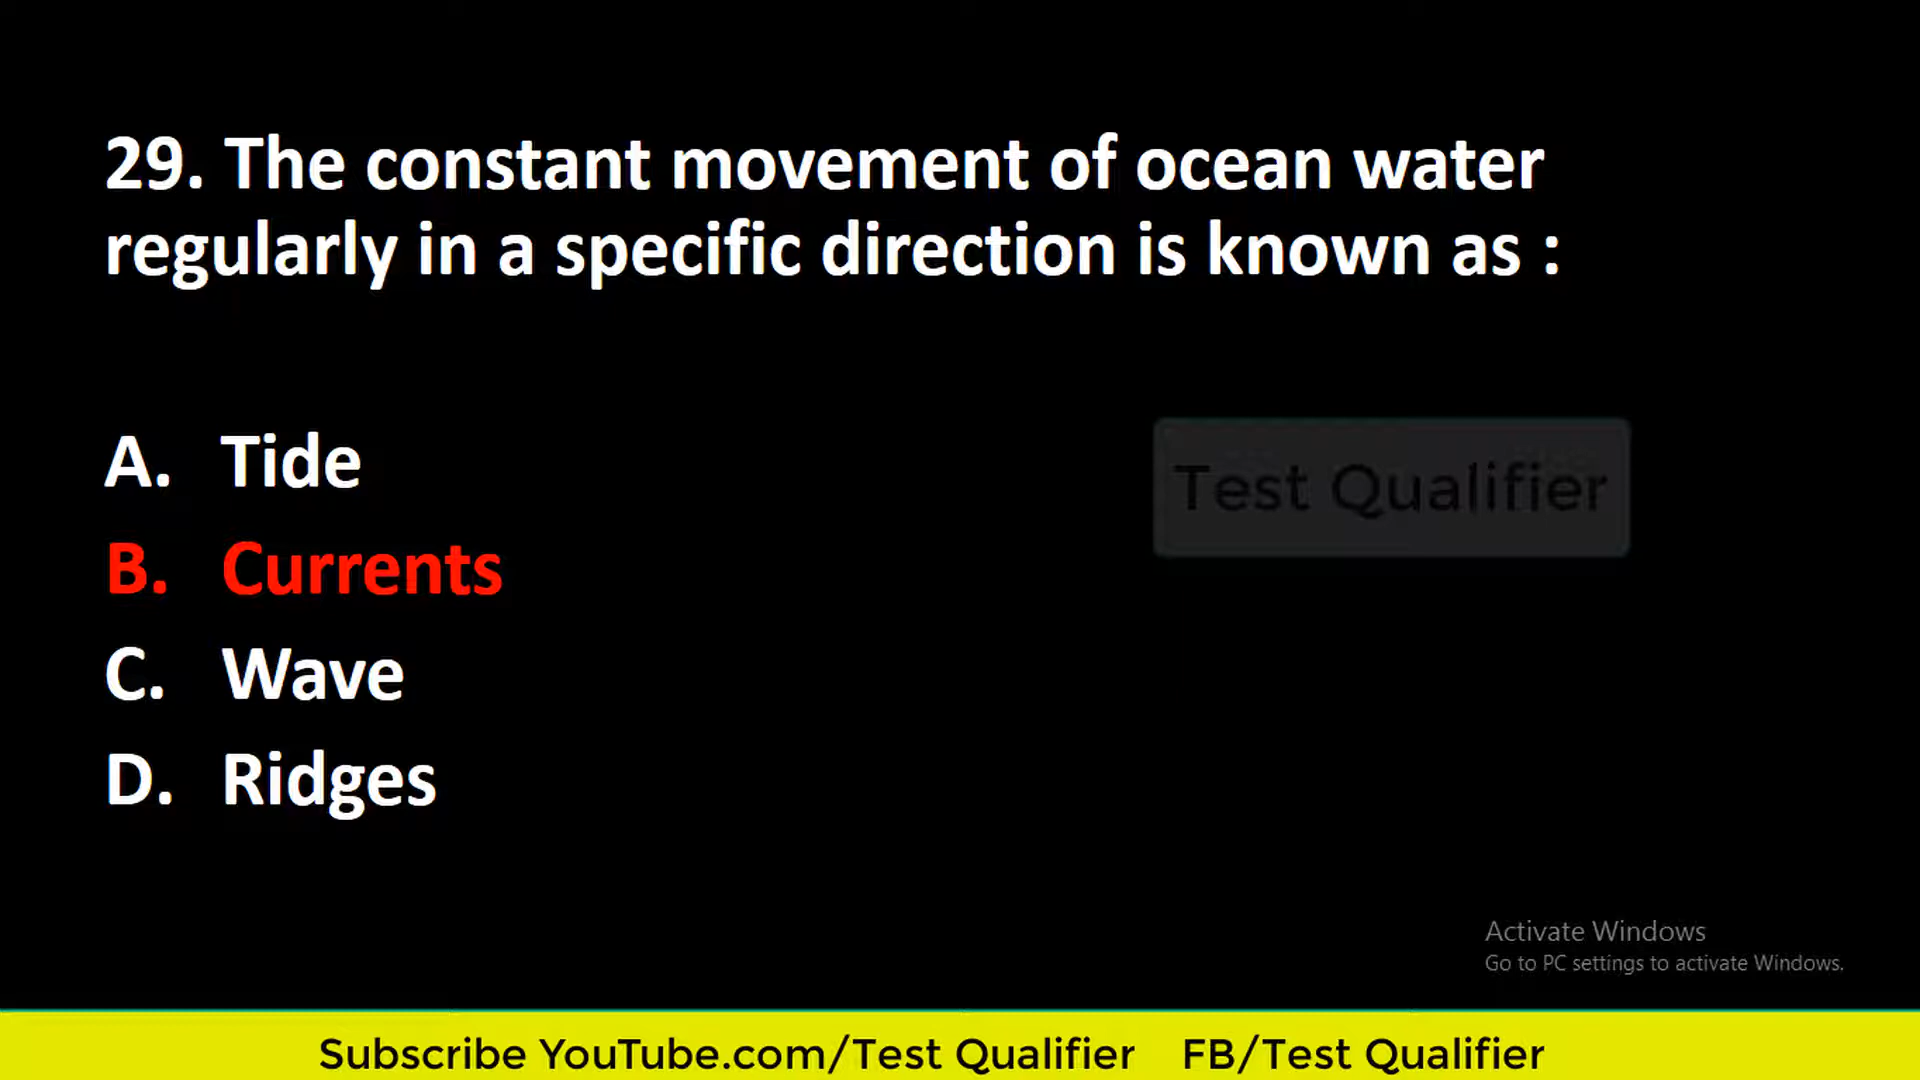 29. The constant movement of ocean water
regularly in a specific direction is known as :
A. Tide
B. Currents
C. Wave
D. Ridges
Test Qualifier
Activate Windows
Go to PC settings to activate Windows.
Subscribe YouTube.com/Test Qualifier FB/Test Qualifier